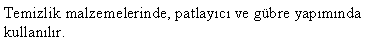 Temizlik malzemelerinde, patlayıcı ve gübre yapımında
kullanılır.